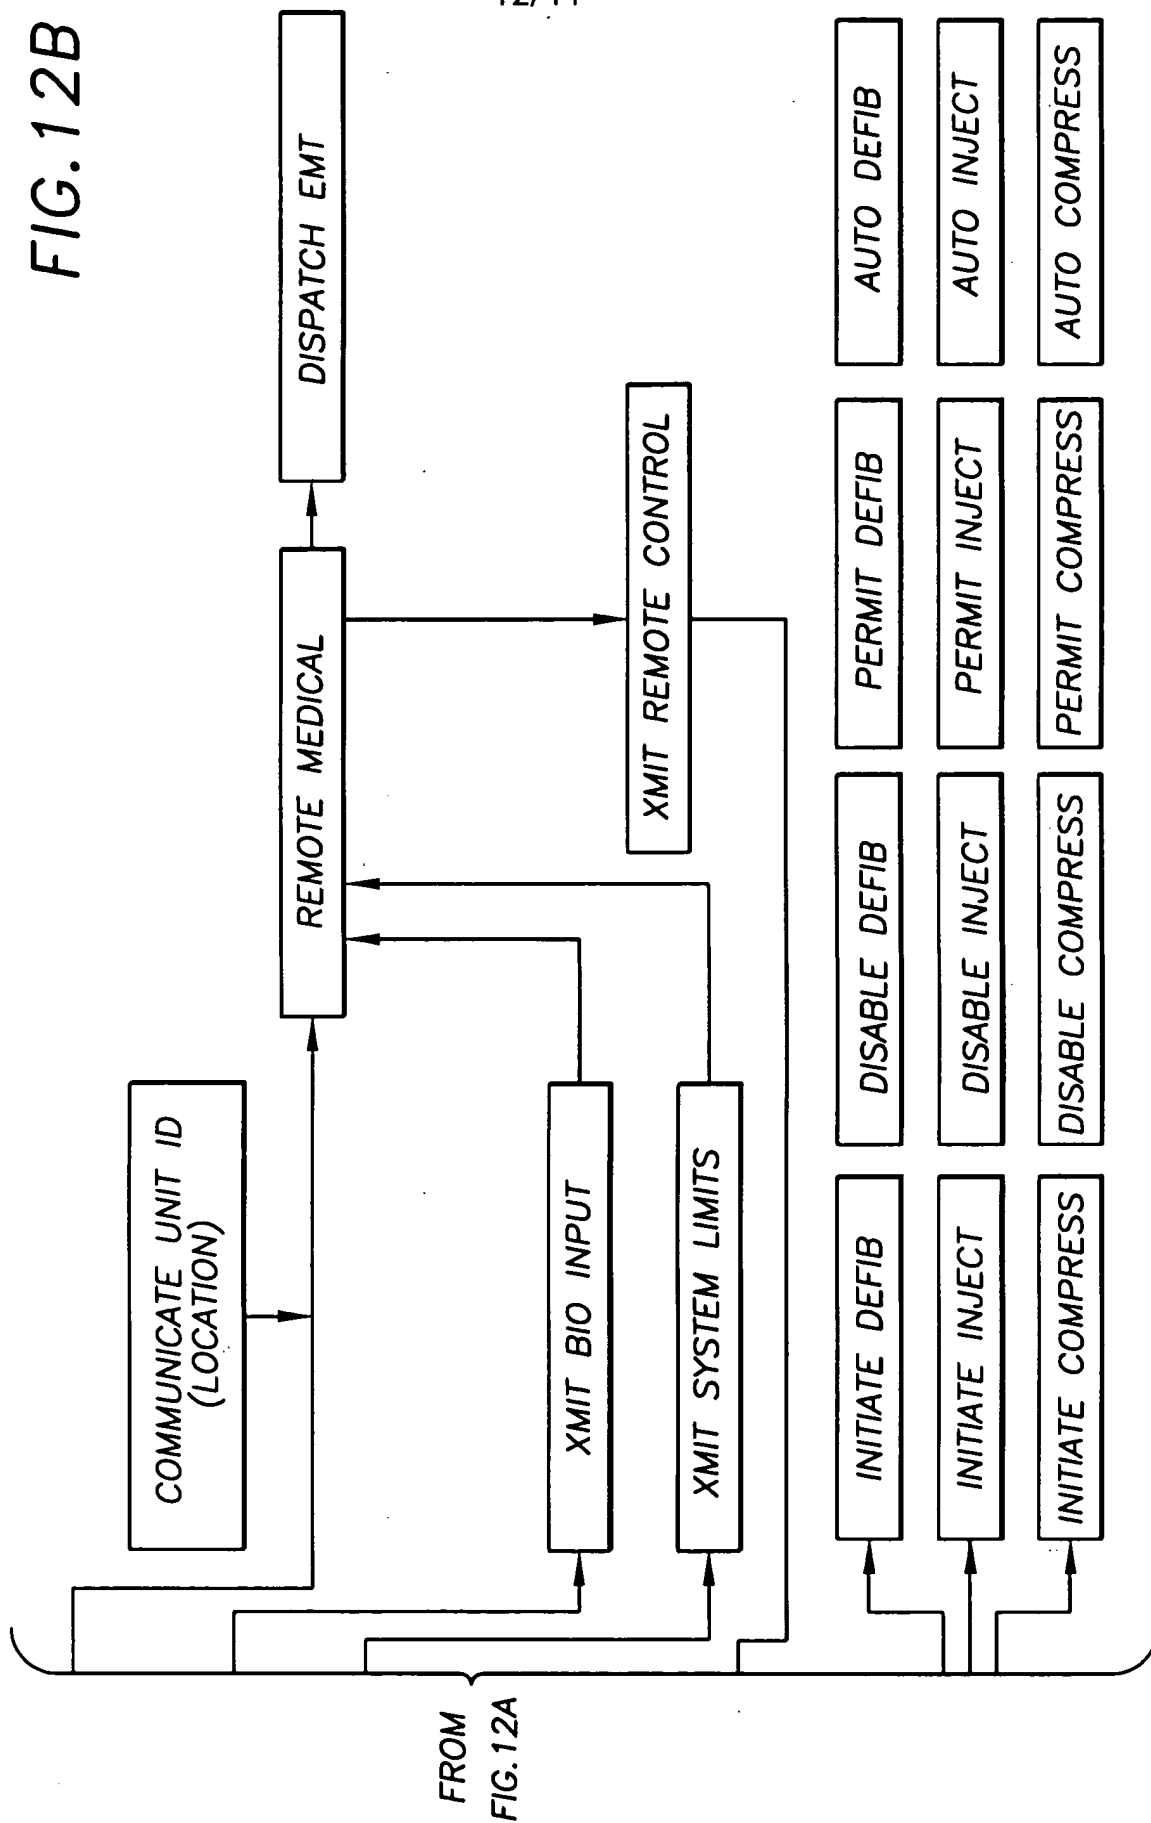 FIG.12B
COMMUNICATE UNIT ID
(LOCATION)
REMOTE MEDICAL
DISPATCH EMT
XMIT BIO INPUT
XMIT SYSTEM LIMITS
XMIT REMOTE CONTROL
FROM
FIG.12A
INITIATE DEFIB
DISABLE DEFIB
PERMIT DEFIB
AUTO DEFIB
INITIATE INJECT
DISABLE INJECT
PERMIT INJECT
AUTO INJECT
INITIATE COMPRESS
DISABLE COMPRESS
PERMIT COMPRESS
AUTO COMPRESS